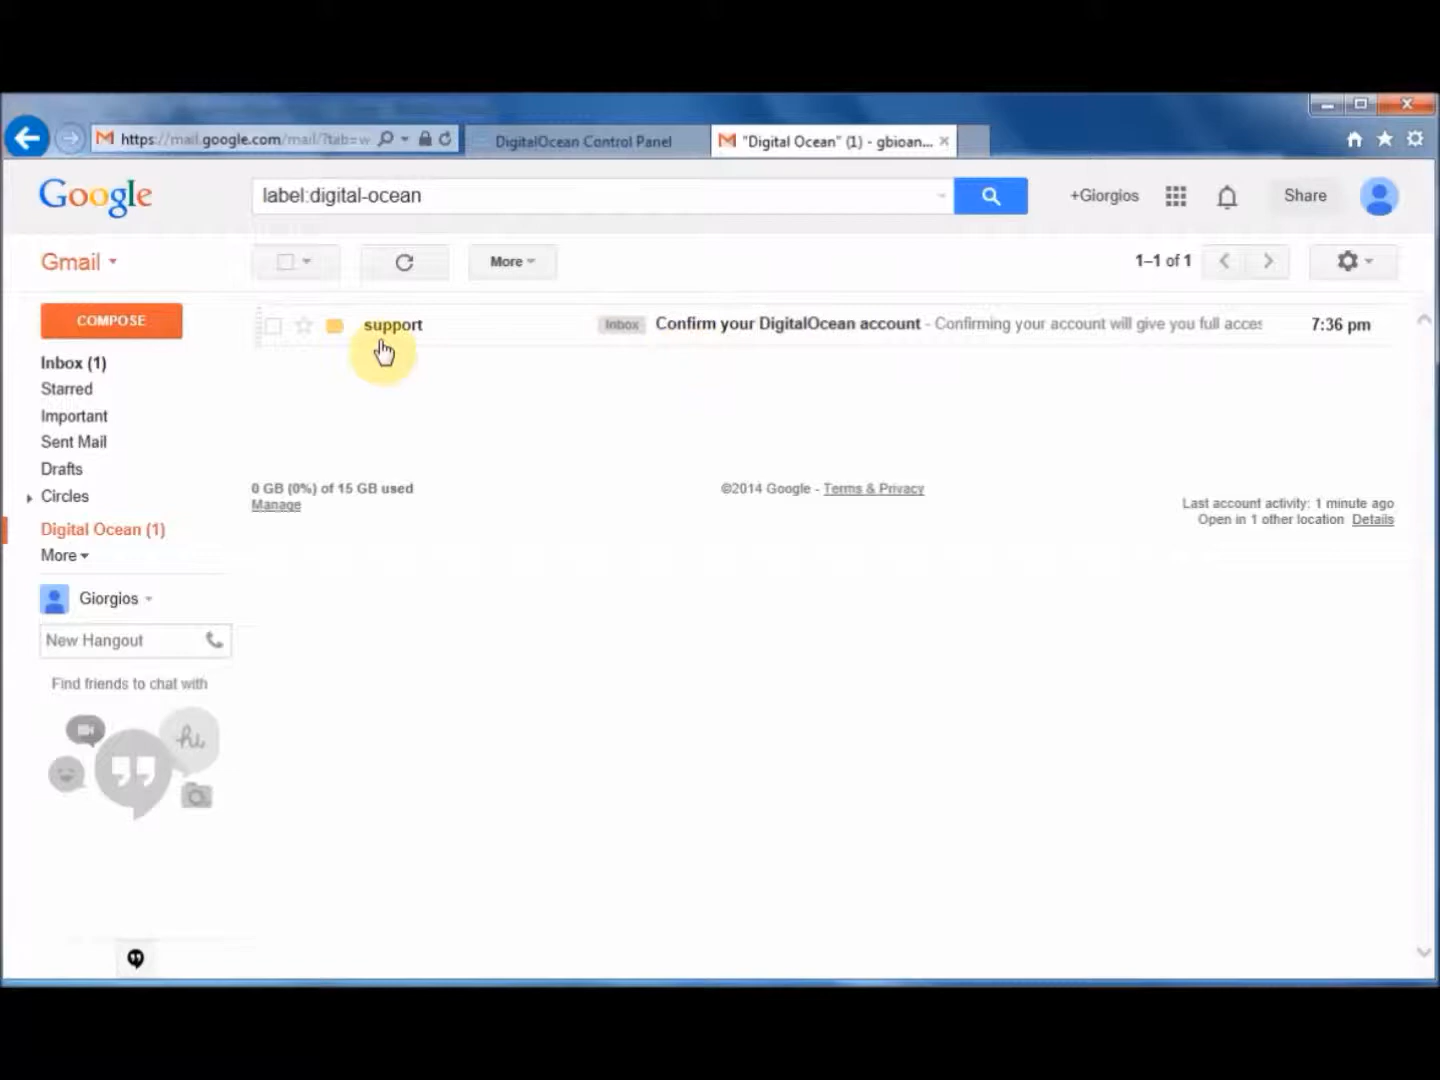 https://mail.google.com/mail/?tab=w
DigitalOcean Control Panel
"Digital Ocean" (1) - gbioan...
Google
label:digital-ocean
+Giorgios
Share
Gmail
More
1–1 of 1
COMPOSE
support
Inbox
Confirm your DigitalOcean account - Confirming your account will give you full acces
7:36 pm
Inbox (1)
Starred
Important
Sent Mail
Drafts
Circles
Digital Ocean (1)
More
0 GB (0%) of 15 GB used
Manage
©2014 Google - Terms & Privacy
Last account activity: 1 minute ago
Open in 1 other location Details
Giorgios
New Hangout
Find friends to chat with
hi